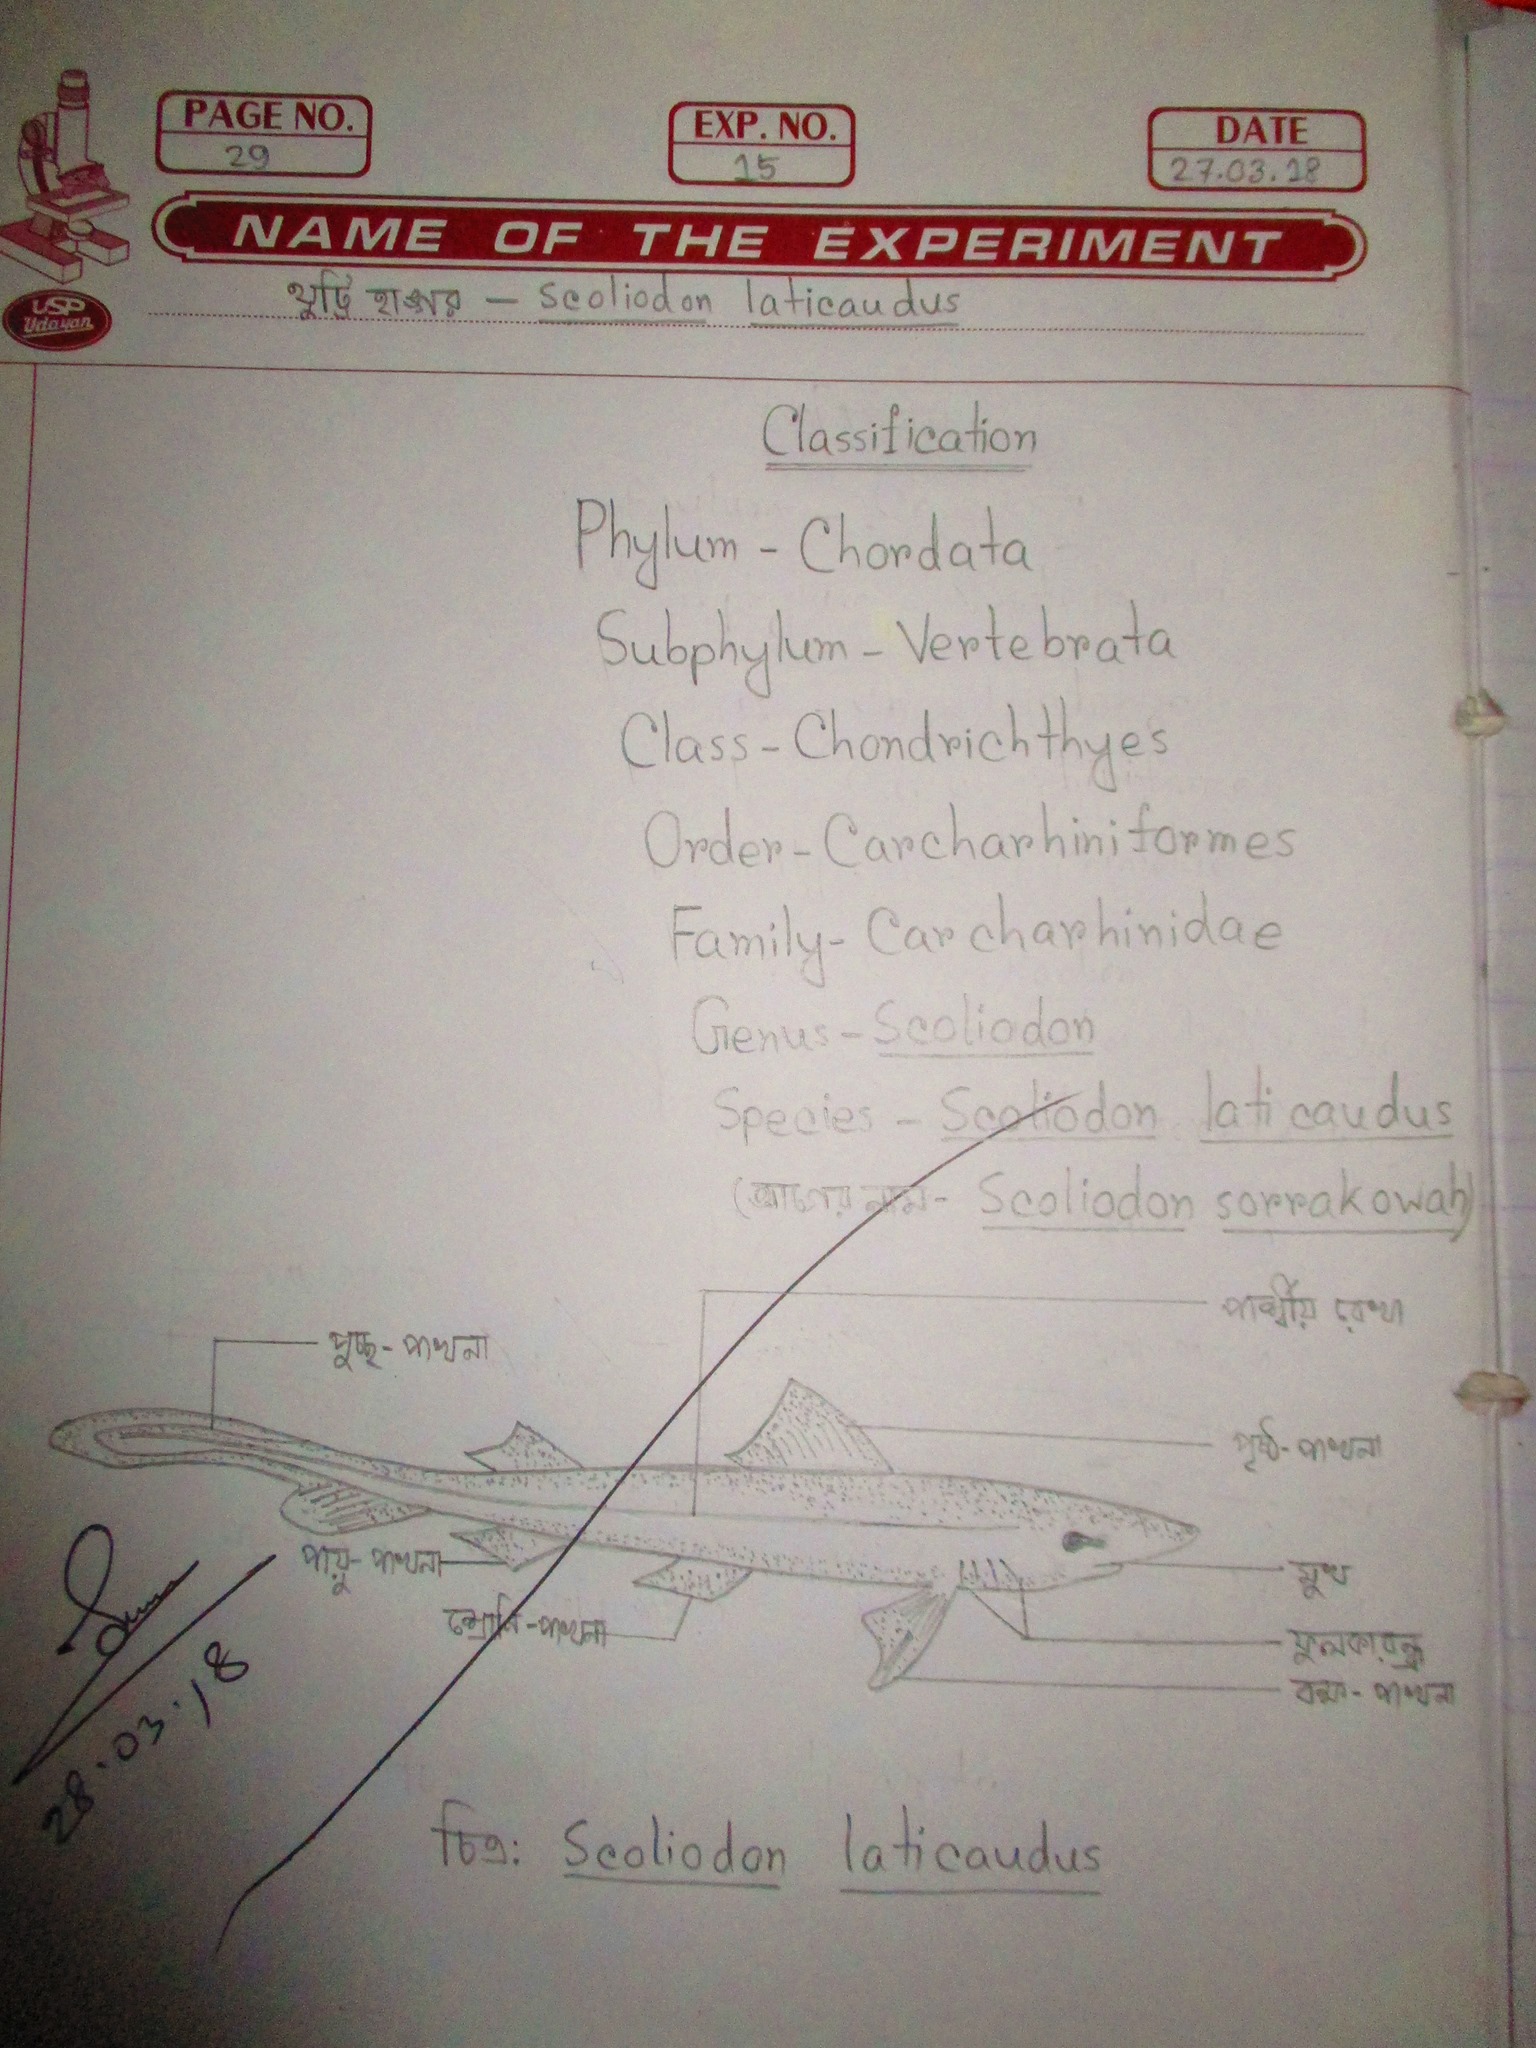 PAGE NO.
29
EXP. NO.
15
DATE
27.03.18
NAME OF THE EXPERIMENT
USP
Udayan
থুট্টি হাঙ্গর – Scoliodon laticaudus
Classification
Phylum - Chordata
Subphylum - Vertebrata
Class - Chondrichthyes
Order - Carcharhiniformes
Family - Carcharhinidae
Genus - Scoliodon
Species - Scoliodon laticaudus
(আগের নাম - Scoliodon sorrakowah)
পার্শ্বীয় রেখা
পুচ্ছ-পাখনা
পৃষ্ঠ-পাখনা
পায়ু-পাখনা
মুখ
শ্রোণি-পাখনা
ফুলকারন্ধ্র
বক্ষ-পাখনা
28.03.18
চিত্র: Scoliodon laticaudus